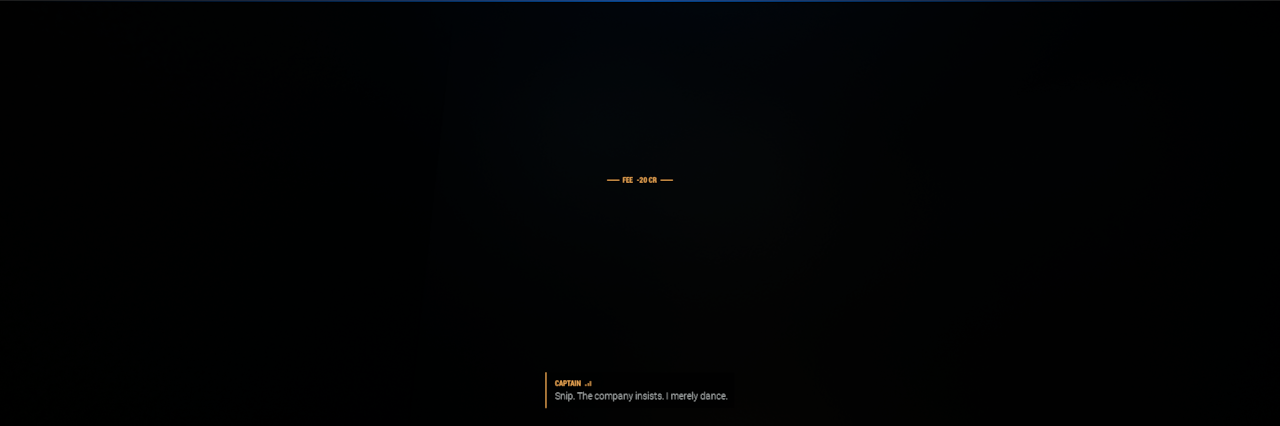 FEE -20 CR
CAPTAIN
Snip. The company insists. I merely dance.